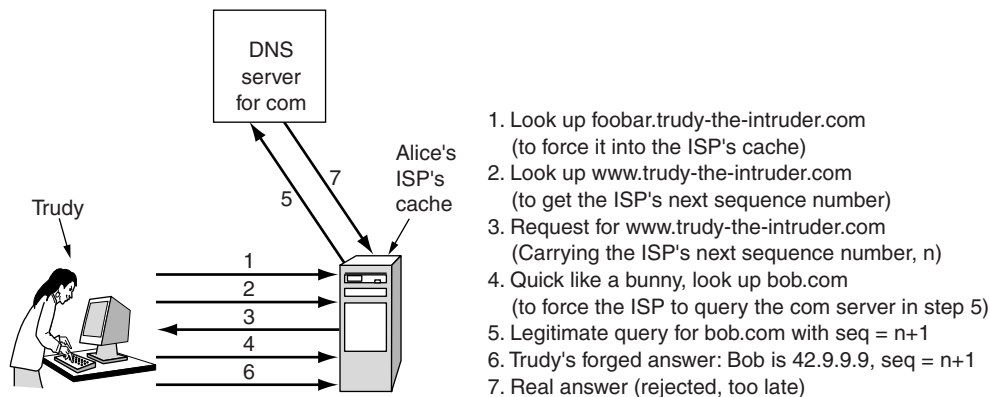 DNS
server
for com
Alice's
ISP's
cache
7
5
Trudy
1
2
3
4
6
1. Look up foobar.trudy-the-intruder.com
(to force it into the ISP's cache)
2. Look up www.trudy-the-intruder.com
(to get the ISP's next sequence number)
3. Request for www.trudy-the-intruder.com
(Carrying the ISP's next sequence number, n)
4. Quick like a bunny, look up bob.com
(to force the ISP to query the com server in step 5)
5. Legitimate query for bob.com with seq = n+1
6. Trudy's forged answer: Bob is 42.9.9.9, seq = n+1
7. Real answer (rejected, too late)